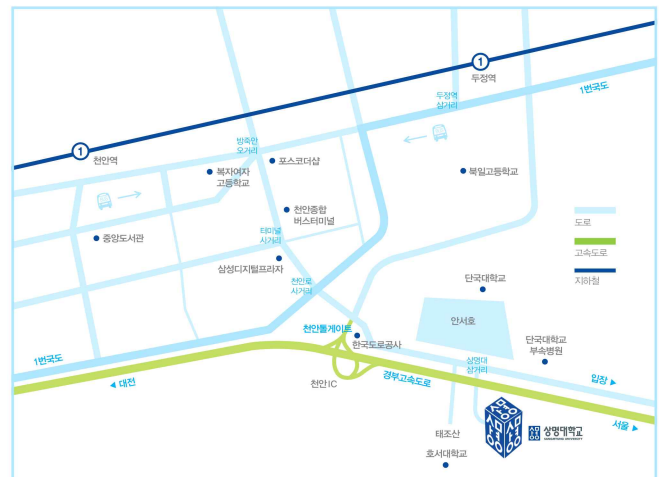 1
두정역
1번국도
두정역
삼거리
방죽안
오거리
1
천안역
포스코더샵
복자여자
고등학교
북일고등학교
천안종합
버스터미널
중앙도서관
터미널
사거리
도로
고속도로
삼성디지털프라자
지하철
천안로
사거리
단국대학교
안서호
천안톨게이트
한국도로공사
단국대학교
부속병원
1번국도
상명대
삼거리
◀ 대전
천안 IC
경부고속도로
입장 ▶
서울 ▶
상명대학교
태조산
호서대학교